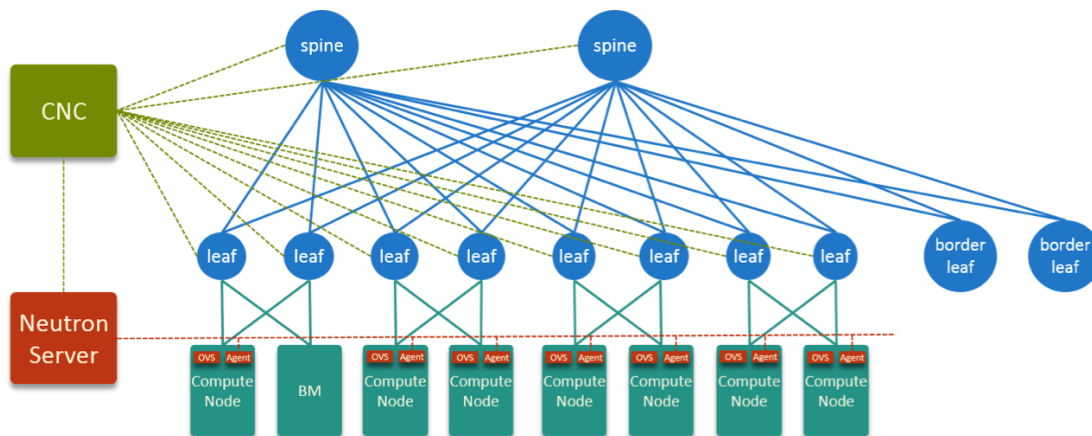 spine
spine
CNC
leaf
leaf
leaf
leaf
leaf
leaf
leaf
leaf
border
leaf
border
leaf
Neutron
Server
OVS
Agent
Compute
Node
BM
OVS
Agent
Compute
Node
OVS
Agent
Compute
Node
OVS
Agent
Compute
Node
OVS
Agent
Compute
Node
OVS
Agent
Compute
Node
OVS
Agent
Compute
Node